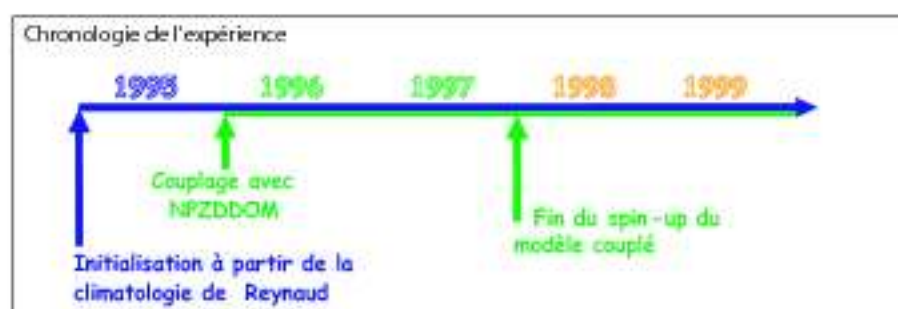 Chronologie de l'expérience
1995 1996 1997 1998 1999
Couplage avec
NPZDDOM
Fin du spin-up du
modèle couplé
Initialisation à partir de la
climatologie de Reynaud